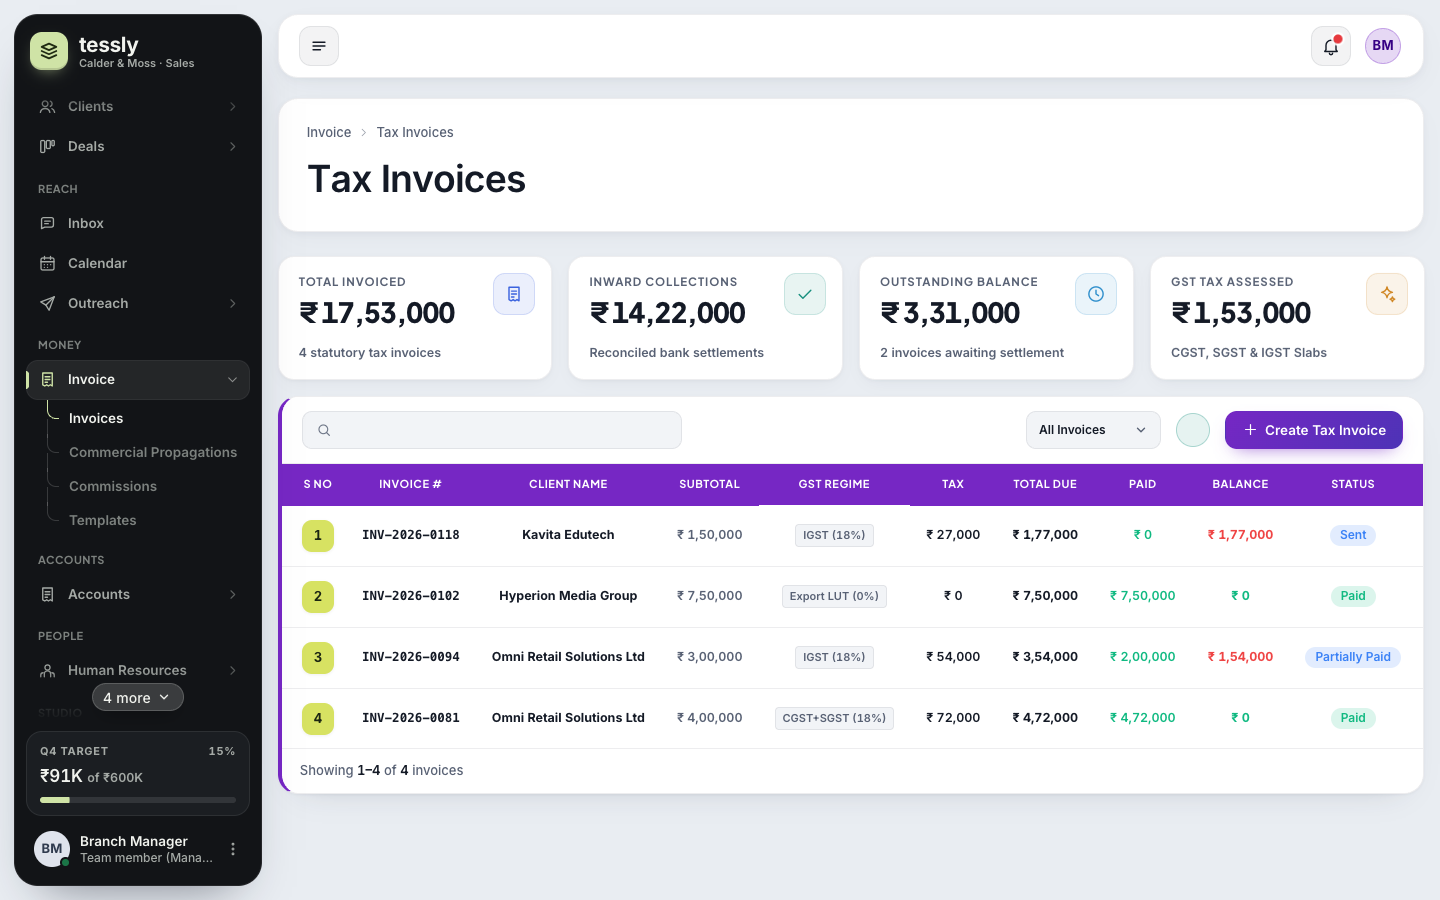 tessly
Calder & Moss · Sales
Clients
Deals
REACH
Inbox
Calendar
Outreach
MONEY
Invoice
Invoices
Commercial Propagations
Commissions
Templates
ACCOUNTS
Accounts
PEOPLE
Human Resources
4 more
STUDIO
Q4 TARGET 15%
₹91K of ₹600K
BM Branch Manager
Team member (Mana...
BM
Invoice > Tax Invoices
Tax Invoices
TOTAL INVOICED
₹17,53,000
4 statutory tax invoices
INWARD COLLECTIONS
₹14,22,000
Reconciled bank settlements
OUTSTANDING BALANCE
₹3,31,000
2 invoices awaiting settlement
GST TAX ASSESSED
₹1,53,000
CGST, SGST & IGST Slabs
All Invoices
+ Create Tax Invoice
S NO INVOICE # CLIENT NAME SUBTOTAL GST REGIME TAX TOTAL DUE PAID BALANCE STATUS
1 INV-2026-0118 Kavita Edutech ₹ 1,50,000 IGST (18%) ₹ 27,000 ₹ 1,77,000 ₹ 0 ₹ 1,77,000 Sent
2 INV-2026-0102 Hyperion Media Group ₹ 7,50,000 Export LUT (0%) ₹ 0 ₹ 7,50,000 ₹ 7,50,000 ₹ 0 Paid
3 INV-2026-0094 Omni Retail Solutions Ltd ₹ 3,00,000 IGST (18%) ₹ 54,000 ₹ 3,54,000 ₹ 2,00,000 ₹ 1,54,000 Partially Paid
4 INV-2026-0081 Omni Retail Solutions Ltd ₹ 4,00,000 CGST+SGST (18%) ₹ 72,000 ₹ 4,72,000 ₹ 4,72,000 ₹ 0 Paid
Showing 1–4 of 4 invoices